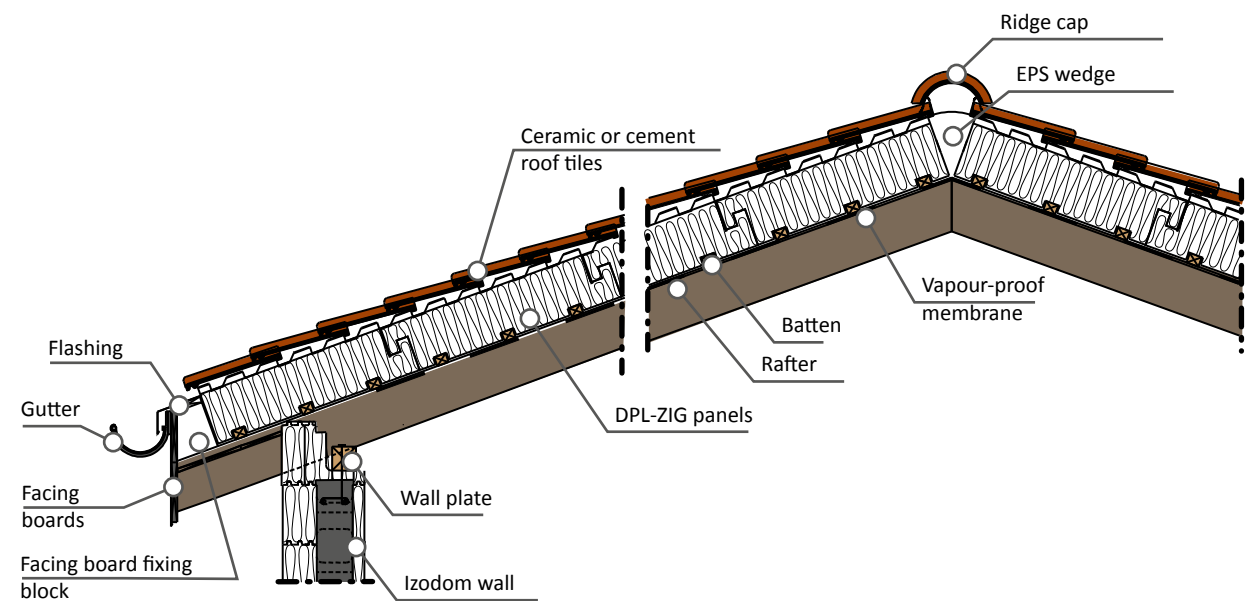 Ridge cap
EPS wedge
Ceramic or cement
roof tiles
Vapour-proof
membrane
Batten
Rafter
DPL-ZIG panels
Flashing
Gutter
Facing
boards
Facing board fixing
block
Wall plate
Izodom wall